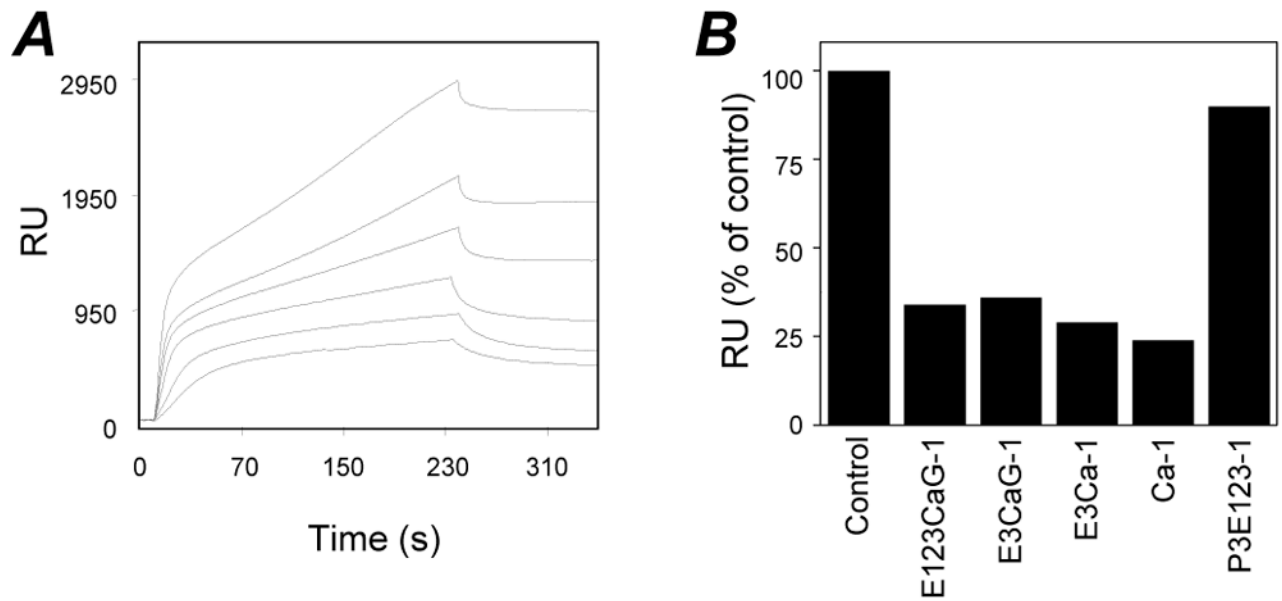 A
RU
2950
1950
950
0
0 70 150 230 310
Time (s)
B
RU (% of control)
100
75
50
25
0
Control
E123CaG-1
E3CaG-1
E3Ca-1
Ca-1
P3E123-1